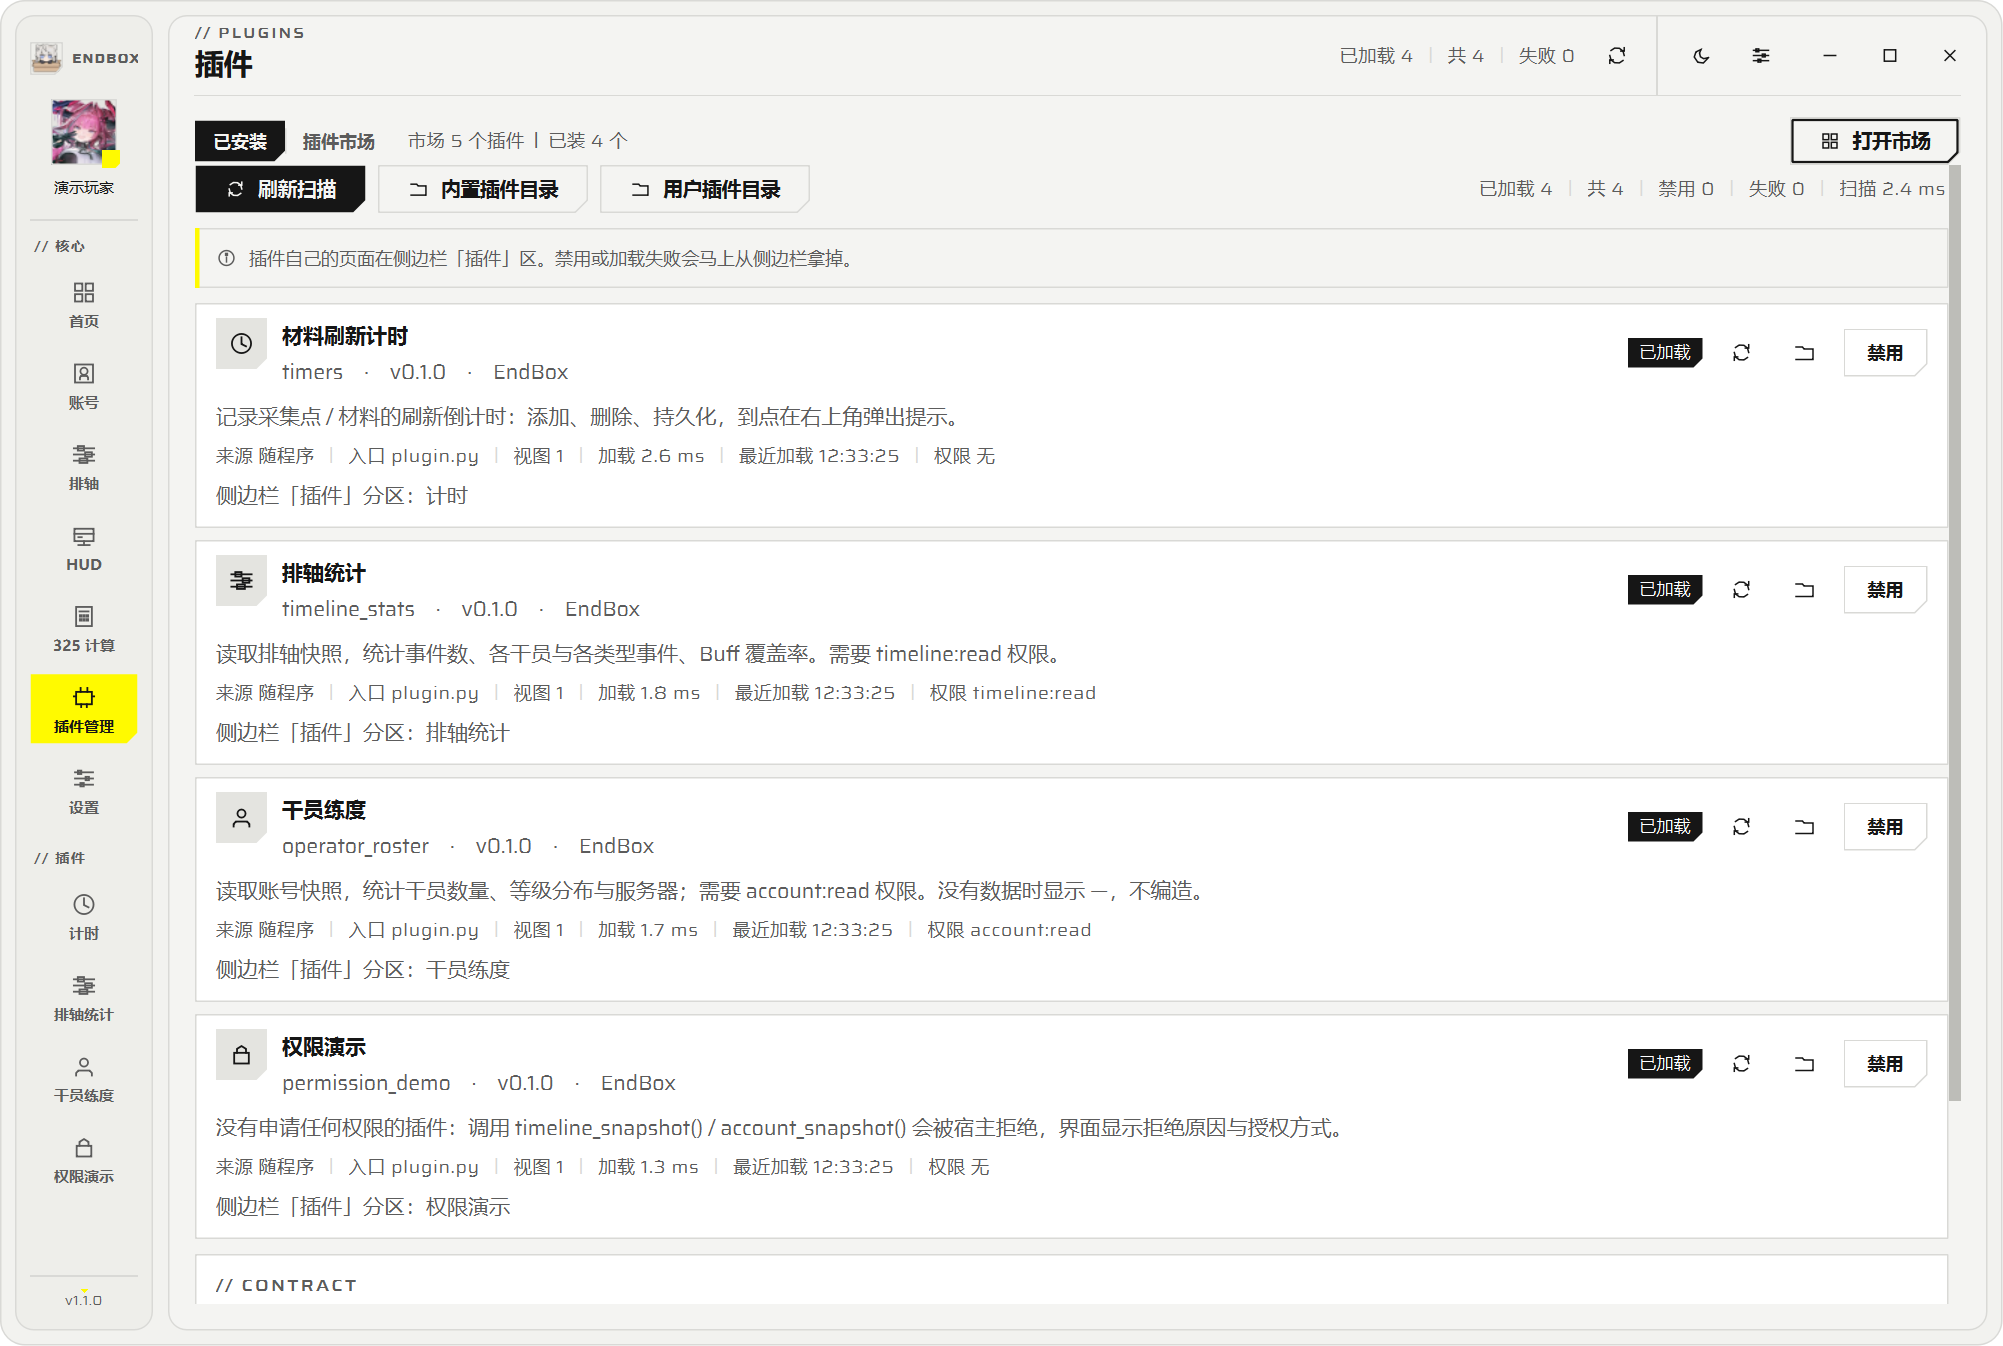 ENDBOX
演示玩家
// 核心
首页
账号
排轴
HUD
325 计算
插件管理
设置
// 插件
计时
排轴统计
干员练度
权限演示
v1.1.0
// PLUGINS
插件
已加载 4 共 4 失败 0
已安装 插件市场 市场 5 个插件 | 已装 4 个 打开市场
刷新扫描 内置插件目录 用户插件目录 已加载 4 共 4 禁用 0 失败 0 扫描 2.4 ms
插件自己的页面在侧边栏「插件」区。禁用或加载失败会马上从侧边栏拿掉。
材料刷新计时
timers · v0.1.0 · EndBox
已加载 禁用
记录采集点 / 材料的刷新倒计时：添加、删除、持久化，到点在右上角弹出提示。
来源 随程序 入口 plugin.py 视图 1 加载 2.6 ms 最近加载 12:33:25 权限 无
侧边栏「插件」分区：计时
排轴统计
timeline_stats · v0.1.0 · EndBox
已加载 禁用
读取排轴快照，统计事件数、各干员与各类型事件、Buff 覆盖率。需要 timeline:read 权限。
来源 随程序 入口 plugin.py 视图 1 加载 1.8 ms 最近加载 12:33:25 权限 timeline:read
侧边栏「插件」分区：排轴统计
干员练度
operator_roster · v0.1.0 · EndBox
已加载 禁用
读取账号快照，统计干员数量、等级分布与服务器；需要 account:read 权限。没有数据时显示 —，不编造。
来源 随程序 入口 plugin.py 视图 1 加载 1.7 ms 最近加载 12:33:25 权限 account:read
侧边栏「插件」分区：干员练度
权限演示
permission_demo · v0.1.0 · EndBox
已加载 禁用
没有申请任何权限的插件：调用 timeline_snapshot() / account_snapshot() 会被宿主拒绝，界面显示拒绝原因与授权方式。
来源 随程序 入口 plugin.py 视图 1 加载 1.3 ms 最近加载 12:33:25 权限 无
侧边栏「插件」分区：权限演示
// CONTRACT